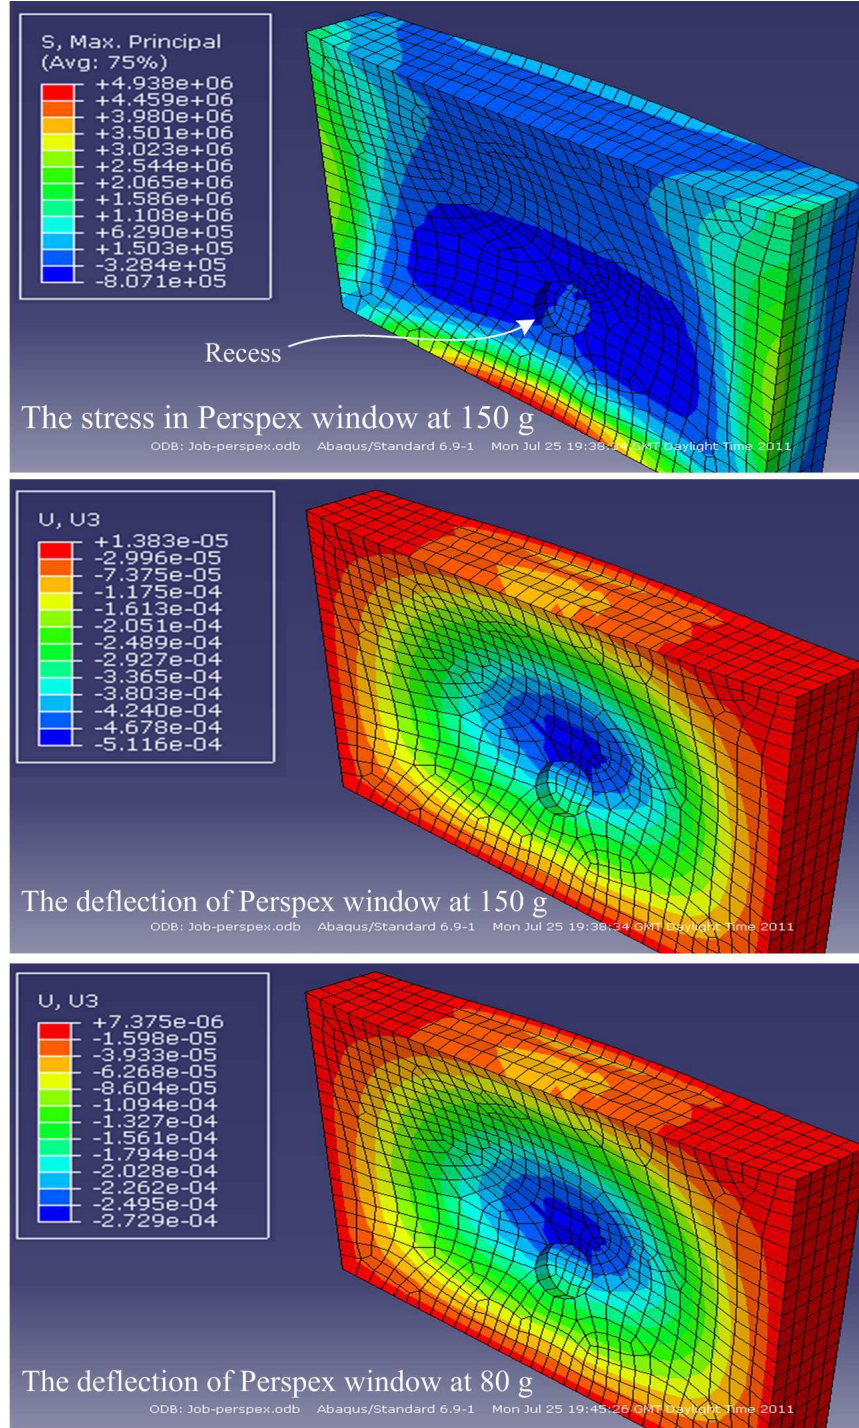 S, Max. Principal
(Avg: 75%)
+4.938e+06
+4.459e+06
+3.980e+06
+3.501e+06
+3.023e+06
+2.544e+06
+2.065e+06
+1.586e+06
+1.108e+06
+6.290e+05
+1.503e+05
-3.284e+05
-8.071e+05
Recess
The stress in Perspex window at 150 g
ODB: Job-perspex.odb Abaqus/Standard 6.9-1 Mon Jul 25 19:38:34 GMT Daylight Time 2011
U, U3
+1.383e-05
-2.996e-05
-7.375e-05
-1.175e-04
-1.613e-04
-2.051e-04
-2.489e-04
-2.927e-04
-3.365e-04
-3.803e-04
-4.240e-04
-4.678e-04
-5.116e-04
The deflection of Perspex window at 150 g
ODB: Job-perspex.odb Abaqus/Standard 6.9-1 Mon Jul 25 19:38:34 GMT Daylight Time 2011
U, U3
+7.375e-06
-1.598e-05
-3.933e-05
-6.268e-05
-8.604e-05
-1.094e-04
-1.327e-04
-1.561e-04
-1.794e-04
-2.028e-04
-2.262e-04
-2.495e-04
-2.729e-04
The deflection of Perspex window at 80 g
ODB: Job-perspex.odb Abaqus/Standard 6.9-1 Mon Jul 25 19:45:26 GMT Daylight Time 2011